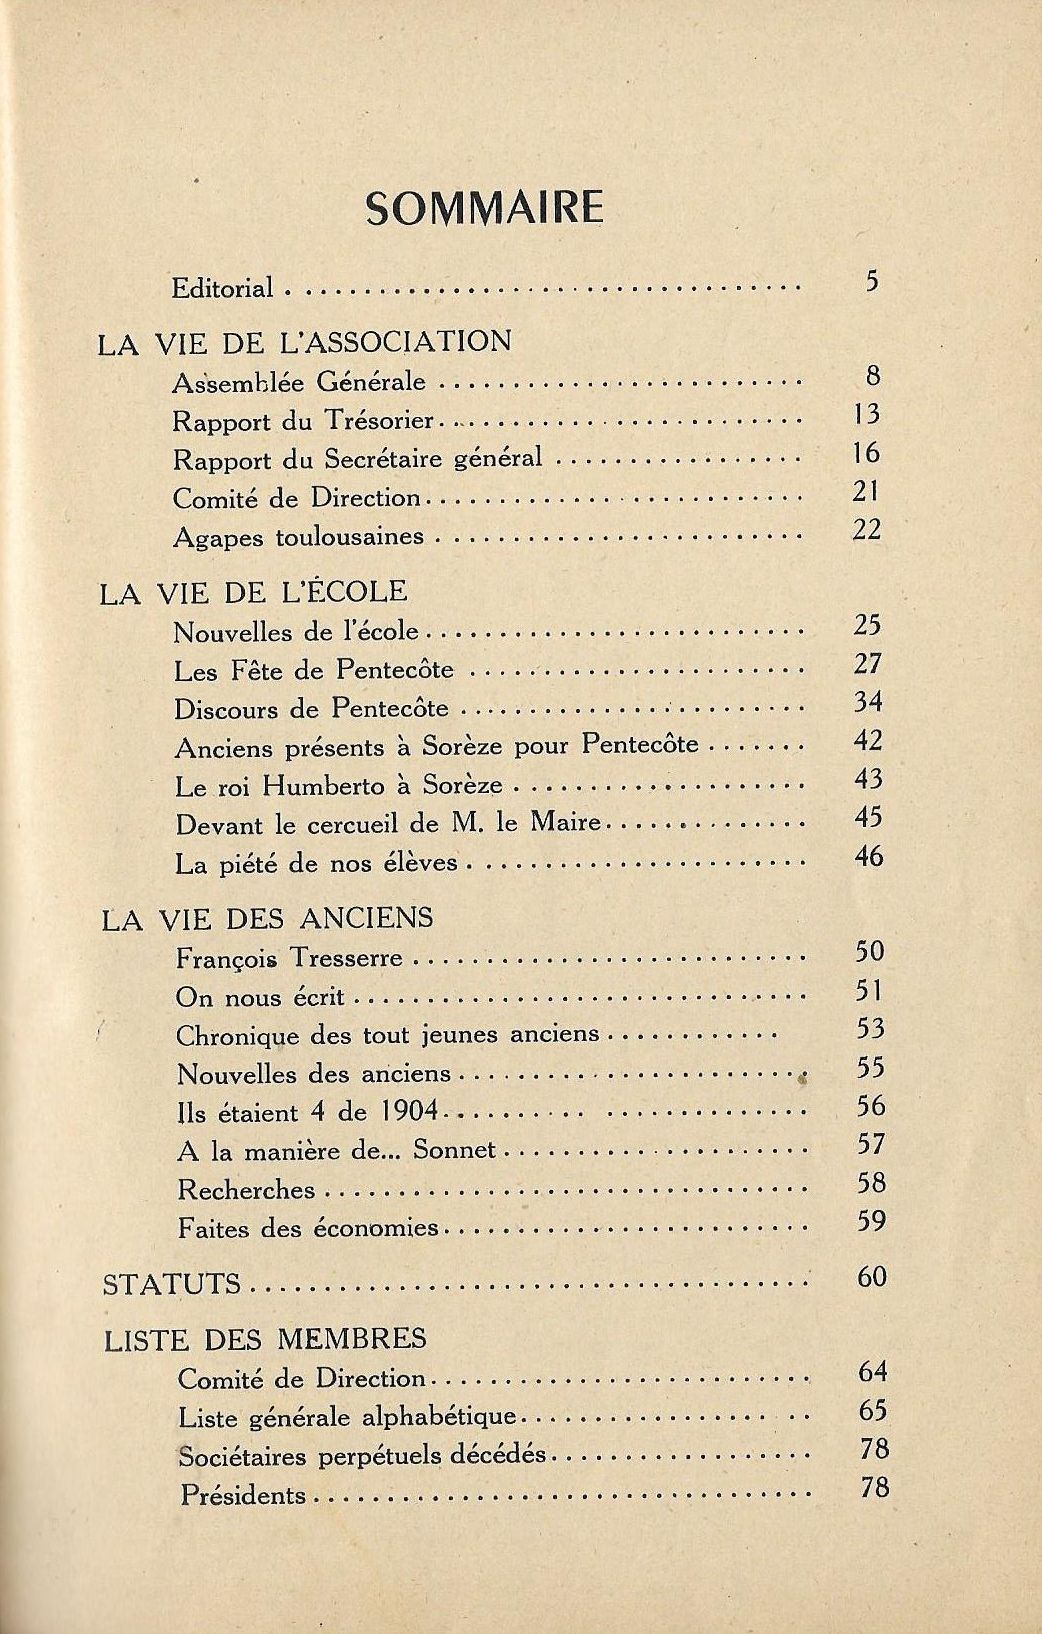 SOMMAIRE
Editorial . . . . . . . . . . . . . . . . . . . . 5
LA VIE DE L'ASSOCIATION
Assemblée Générale . . . . . . . . . . . . . . . . 8
Rapport du Trésorier . . . . . . . . . . . . . . . 13
Rapport du Secrétaire général . . . . . . . . . . 16
Comité de Direction . . . . . . . . . . . . . . . 21
Agapes toulousaines . . . . . . . . . . . . . . . 22
LA VIE DE L'ÉCOLE
Nouvelles de l'école . . . . . . . . . . . . . . . 25
Les Fête de Pentecôte . . . . . . . . . . . . . . 27
Discours de Pentecôte . . . . . . . . . . . . . . 34
Anciens présents à Sorèze pour Pentecôte . . . . . 42
Le roi Humberto à Sorèze . . . . . . . . . . . . . 43
Devant le cercueil de M. le Maire . . . . . . . . 45
La piété de nos élèves . . . . . . . . . . . . . . 46
LA VIE DES ANCIENS
François Tresserre . . . . . . . . . . . . . . . . 50
On nous écrit . . . . . . . . . . . . . . . . . . 51
Chronique des tout jeunes anciens . . . . . . . . 53
Nouvelles des anciens . . . . . . . . . . . . . . 55
Ils étaient 4 de 1904 . . . . . . . . . . . . . . 56
A la manière de... Sonnet . . . . . . . . . . . . 57
Recherches . . . . . . . . . . . . . . . . . . . . 58
Faites des économies . . . . . . . . . . . . . . . 59
STATUTS . . . . . . . . . . . . . . . . . . . . . 60
LISTE DES MEMBRES
Comité de Direction . . . . . . . . . . . . . . . 64
Liste générale alphabétique . . . . . . . . . . . 65
Sociétaires perpétuels décédés . . . . . . . . . . 78
Présidents . . . . . . . . . . . . . . . . . . . . 78